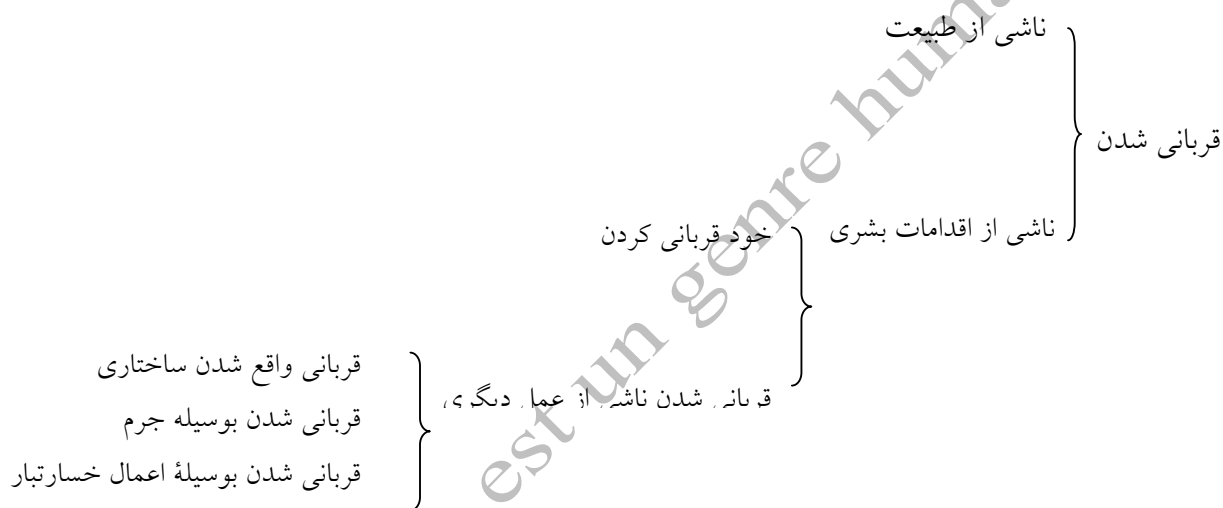 ناشی از طبیعت
قربانی شدن
ناشی از اقدامات بشری
خود قربانی کردن
قربانی شدن ناشی از عمل دیگری
قربانی واقع شدن ساختاری
قربانی شدن بوسیله جرم
قربانی شدن بوسیلهٔ اعمال خسارتبار
est un genre huma